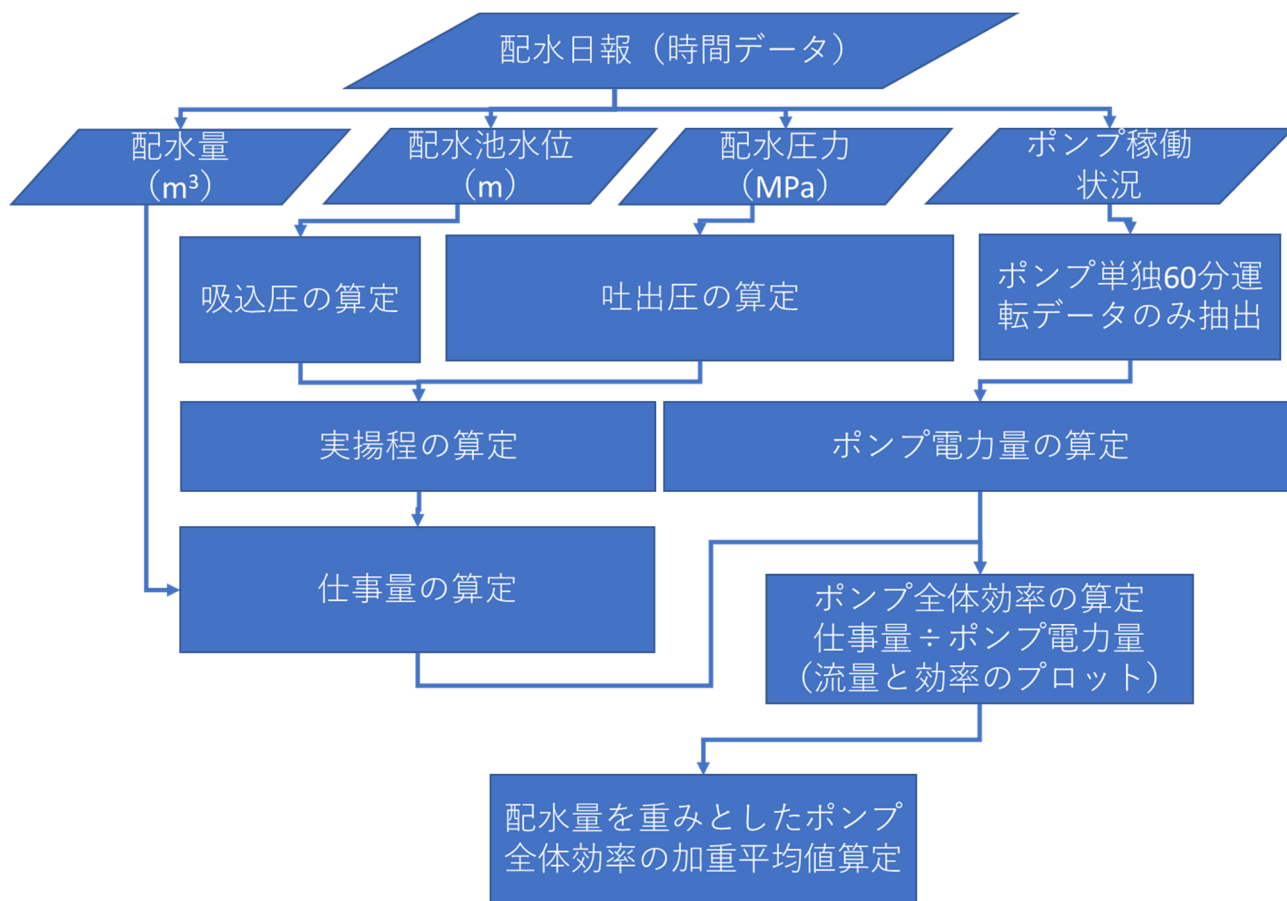 配水日報（時間データ）
配水量
（m³）
配水池水位
（m）
配水圧力
（MPa）
ポンプ稼働
状況
吸込圧の算定
吐出圧の算定
ポンプ単独60分運
転データのみ抽出
実揚程の算定
ポンプ電力量の算定
仕事量の算定
ポンプ全体効率の算定
仕事量÷ポンプ電力量
（流量と効率のプロット）
配水量を重みとしたポンプ
全体効率の加重平均値算定